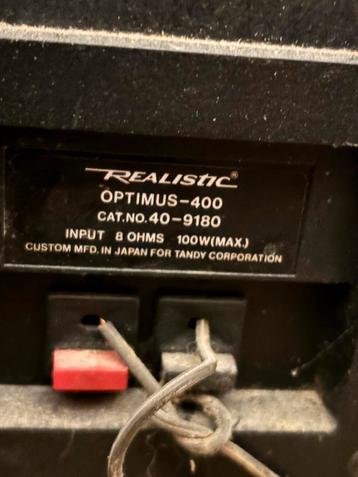 REALISTIC®
OPTIMUS-400
CAT.NO.40-9180
INPUT 8 OHMS 100W(MAX.)
CUSTOM MFD. IN JAPAN FOR TANDY CORPORATION